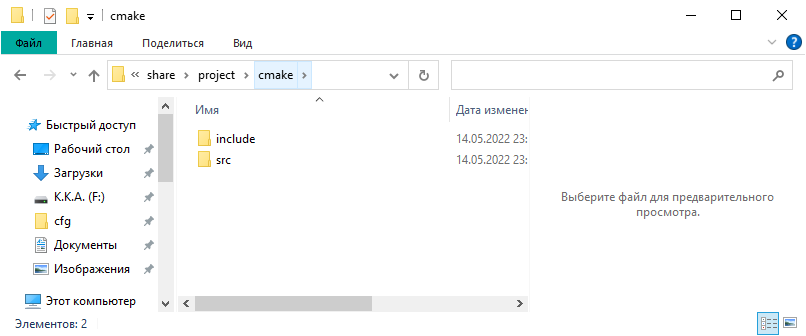 cmake
Файл Главная Поделиться Вид
« share project cmake
Имя Дата изменен
Быстрый доступ
Рабочий стол
Загрузки
К.К.А. (F:)
cfg
Документы
Изображения
Этот компьютер
include 14.05.2022 23:
src 14.05.2022 23:
Выберите файл для предварительного
просмотра.
Элементов: 2